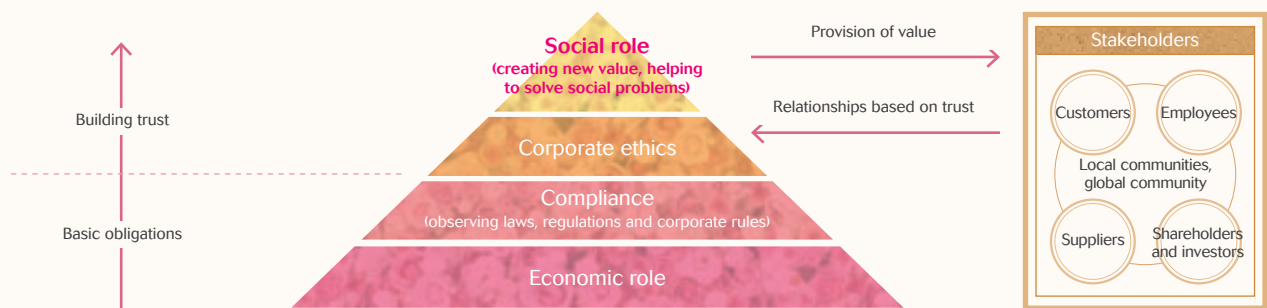 Building trust
Basic obligations
Social role
(creating new value, helping
to solve social problems)
Corporate ethics
Compliance
(observing laws, regulations and corporate rules)
Economic role
Provision of value
Relationships based on trust
Stakeholders
Customers
Employees
Local communities,
global community
Suppliers
Shareholders
and investors